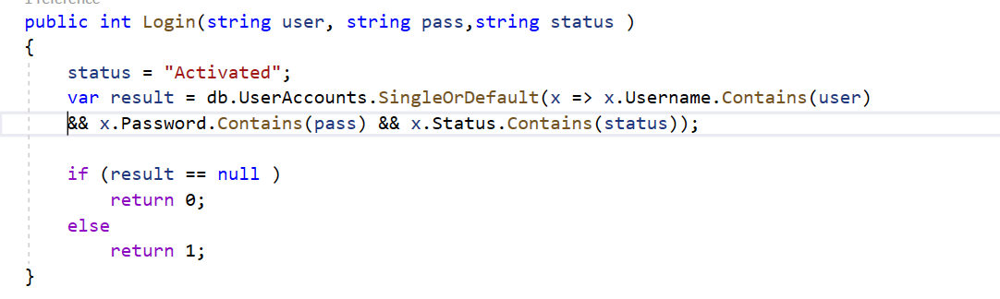 1 reference
public int Login(string user, string pass,string status )
{
status = "Activated";
var result = db.UserAccounts.SingleOrDefault(x => x.Username.Contains(user)
&& x.Password.Contains(pass) && x.Status.Contains(status));
if (result == null )
return 0;
else
return 1;
}